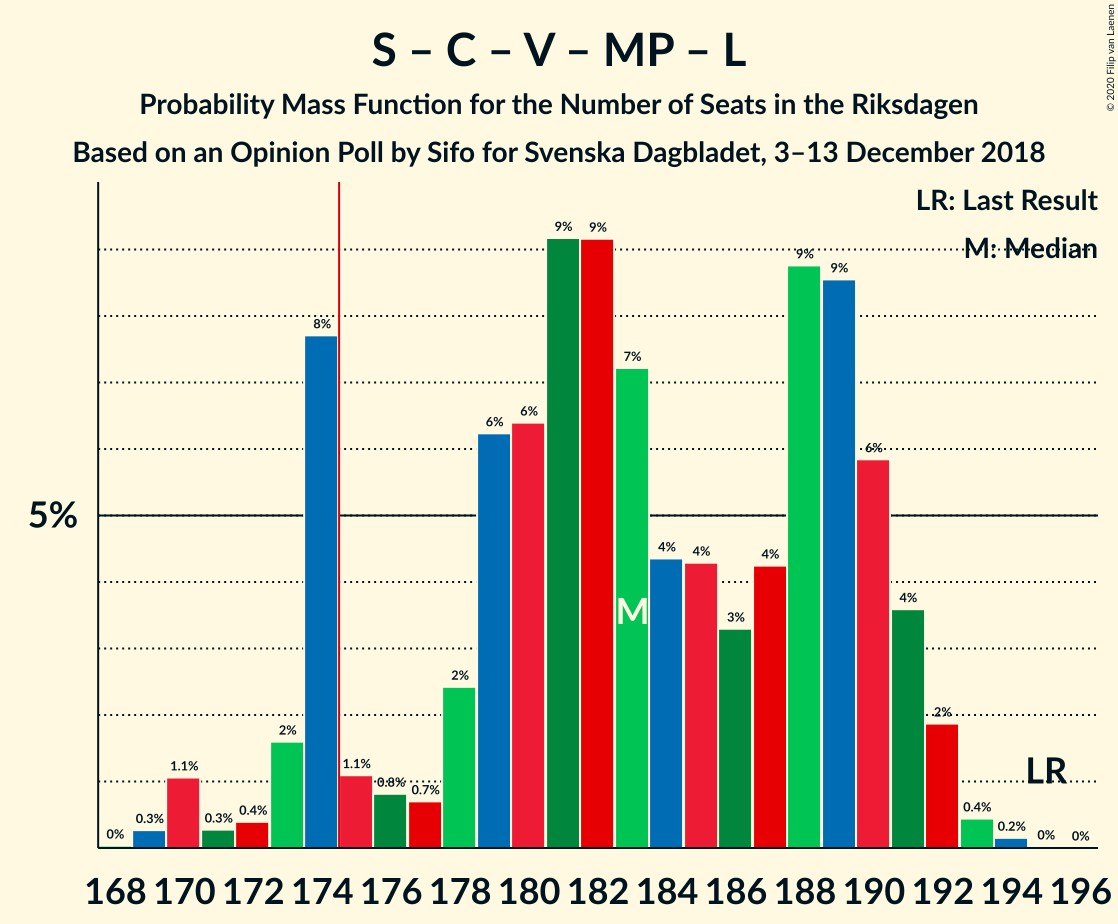 S – C – V – MP – L
Probability Mass Function for the Number of Seats in the Riksdagen
Based on an Opinion Poll by Sifo for Svenska Dagbladet, 3–13 December 2018
© 2020 Filip van Laenen
LR: Last Result
M: Median
5%
0% 0.3% 1.1% 0.3% 0.4% 2% 8% 1.1% 0.8% 0.7% 2% 6% 6% 9% 9% 7% 4% 4% 3% 4% 9% 9% 6% 4% 2% 0.4% 0.2% 0% 0%
M
LR
168 170 172 174 176 178 180 182 184 186 188 190 192 194 196